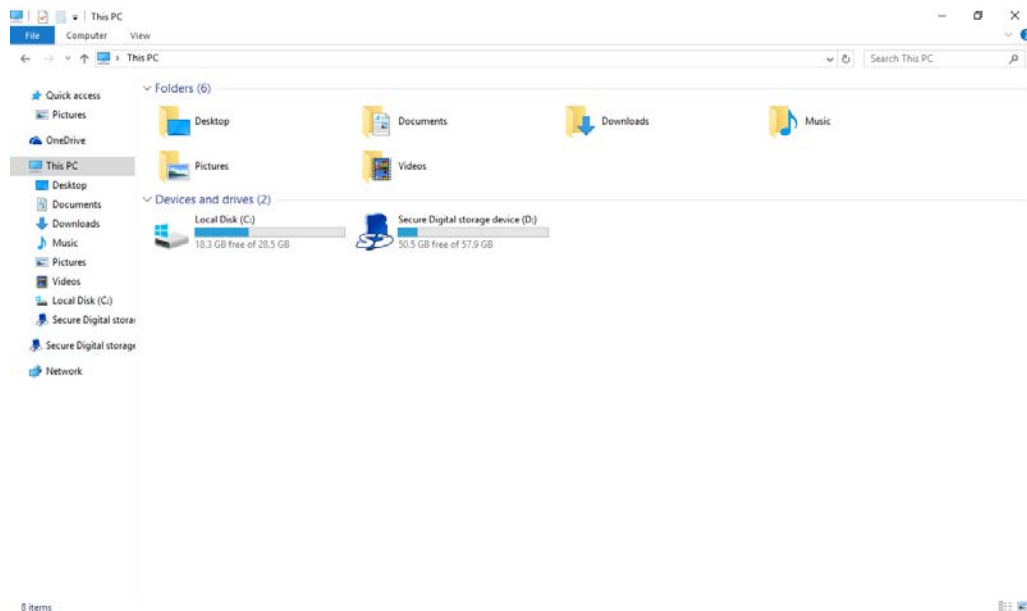 This PC
File Computer View
This PC
Search This PC
Quick access
Pictures
OneDrive
This PC
Desktop
Documents
Downloads
Music
Pictures
Videos
Local Disk (C:)
Secure Digital stora
Secure Digital storage
Network
Folders (6)
Desktop Documents Downloads Music
Pictures Videos
Devices and drives (2)
Local Disk (C:)
18.3 GB free of 28.5 GB
Secure Digital storage device (D:)
50.5 GB free of 57.9 GB
8 items